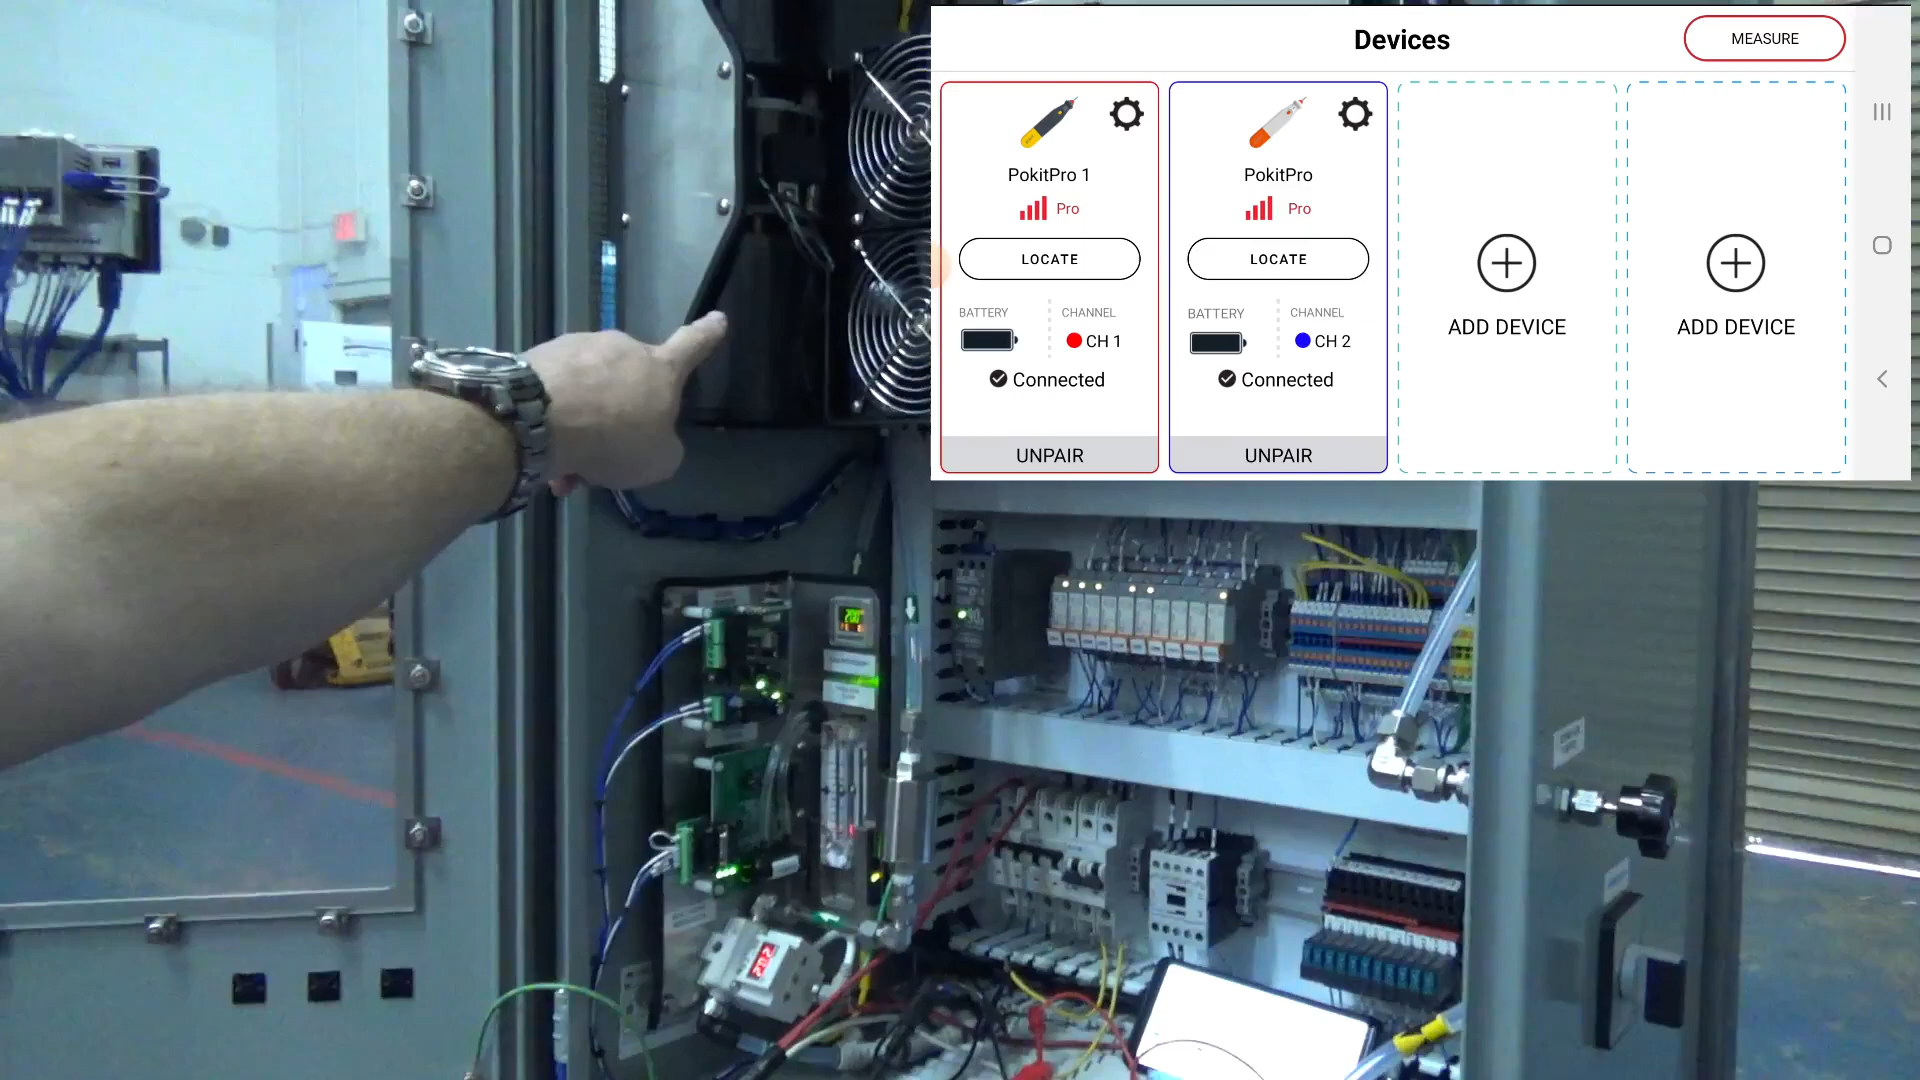 Devices
MEASURE
PokitPro 1
Pro
LOCATE
BATTERY
CHANNEL
CH 1
Connected
UNPAIR
PokitPro
Pro
LOCATE
BATTERY
CHANNEL
CH 2
Connected
UNPAIR
ADD DEVICE
ADD DEVICE